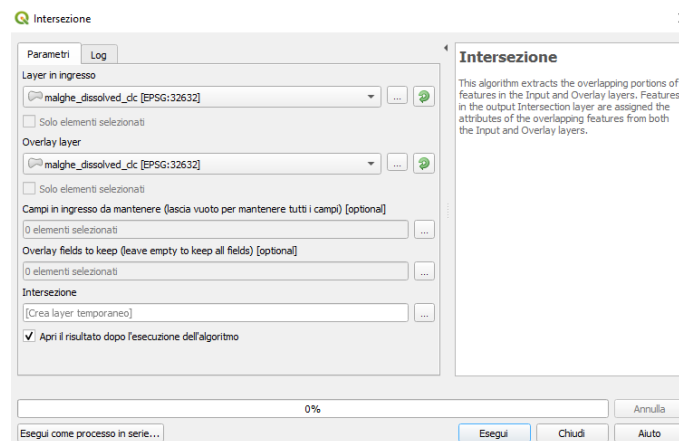 Intersezione
Parametri
Log
Layer in ingresso
malghe_dissolved_clc [EPSG:32632]
...
Solo elementi selezionati
Overlay layer
malghe_dissolved_clc [EPSG:32632]
...
Solo elementi selezionati
Campi in ingresso da mantenere (lascia vuoto per mantenere tutti i campi) [optional]
0 elementi selezionati
...
Overlay fields to keep (leave empty to keep all fields) [optional]
0 elementi selezionati
...
Intersezione
[Crea layer temporaneo]
...
Apri il risultato dopo l'esecuzione dell'algoritmo
Intersezione
This algorithm extracts the overlapping portions of
features in the Input and Overlay layers. Features
in the output Intersection layer are assigned the
attributes of the overlapping features from both
the Input and Overlay layers.
0%
Annulla
Esegui come processo in serie...
Esegui
Chiudi
Aiuto